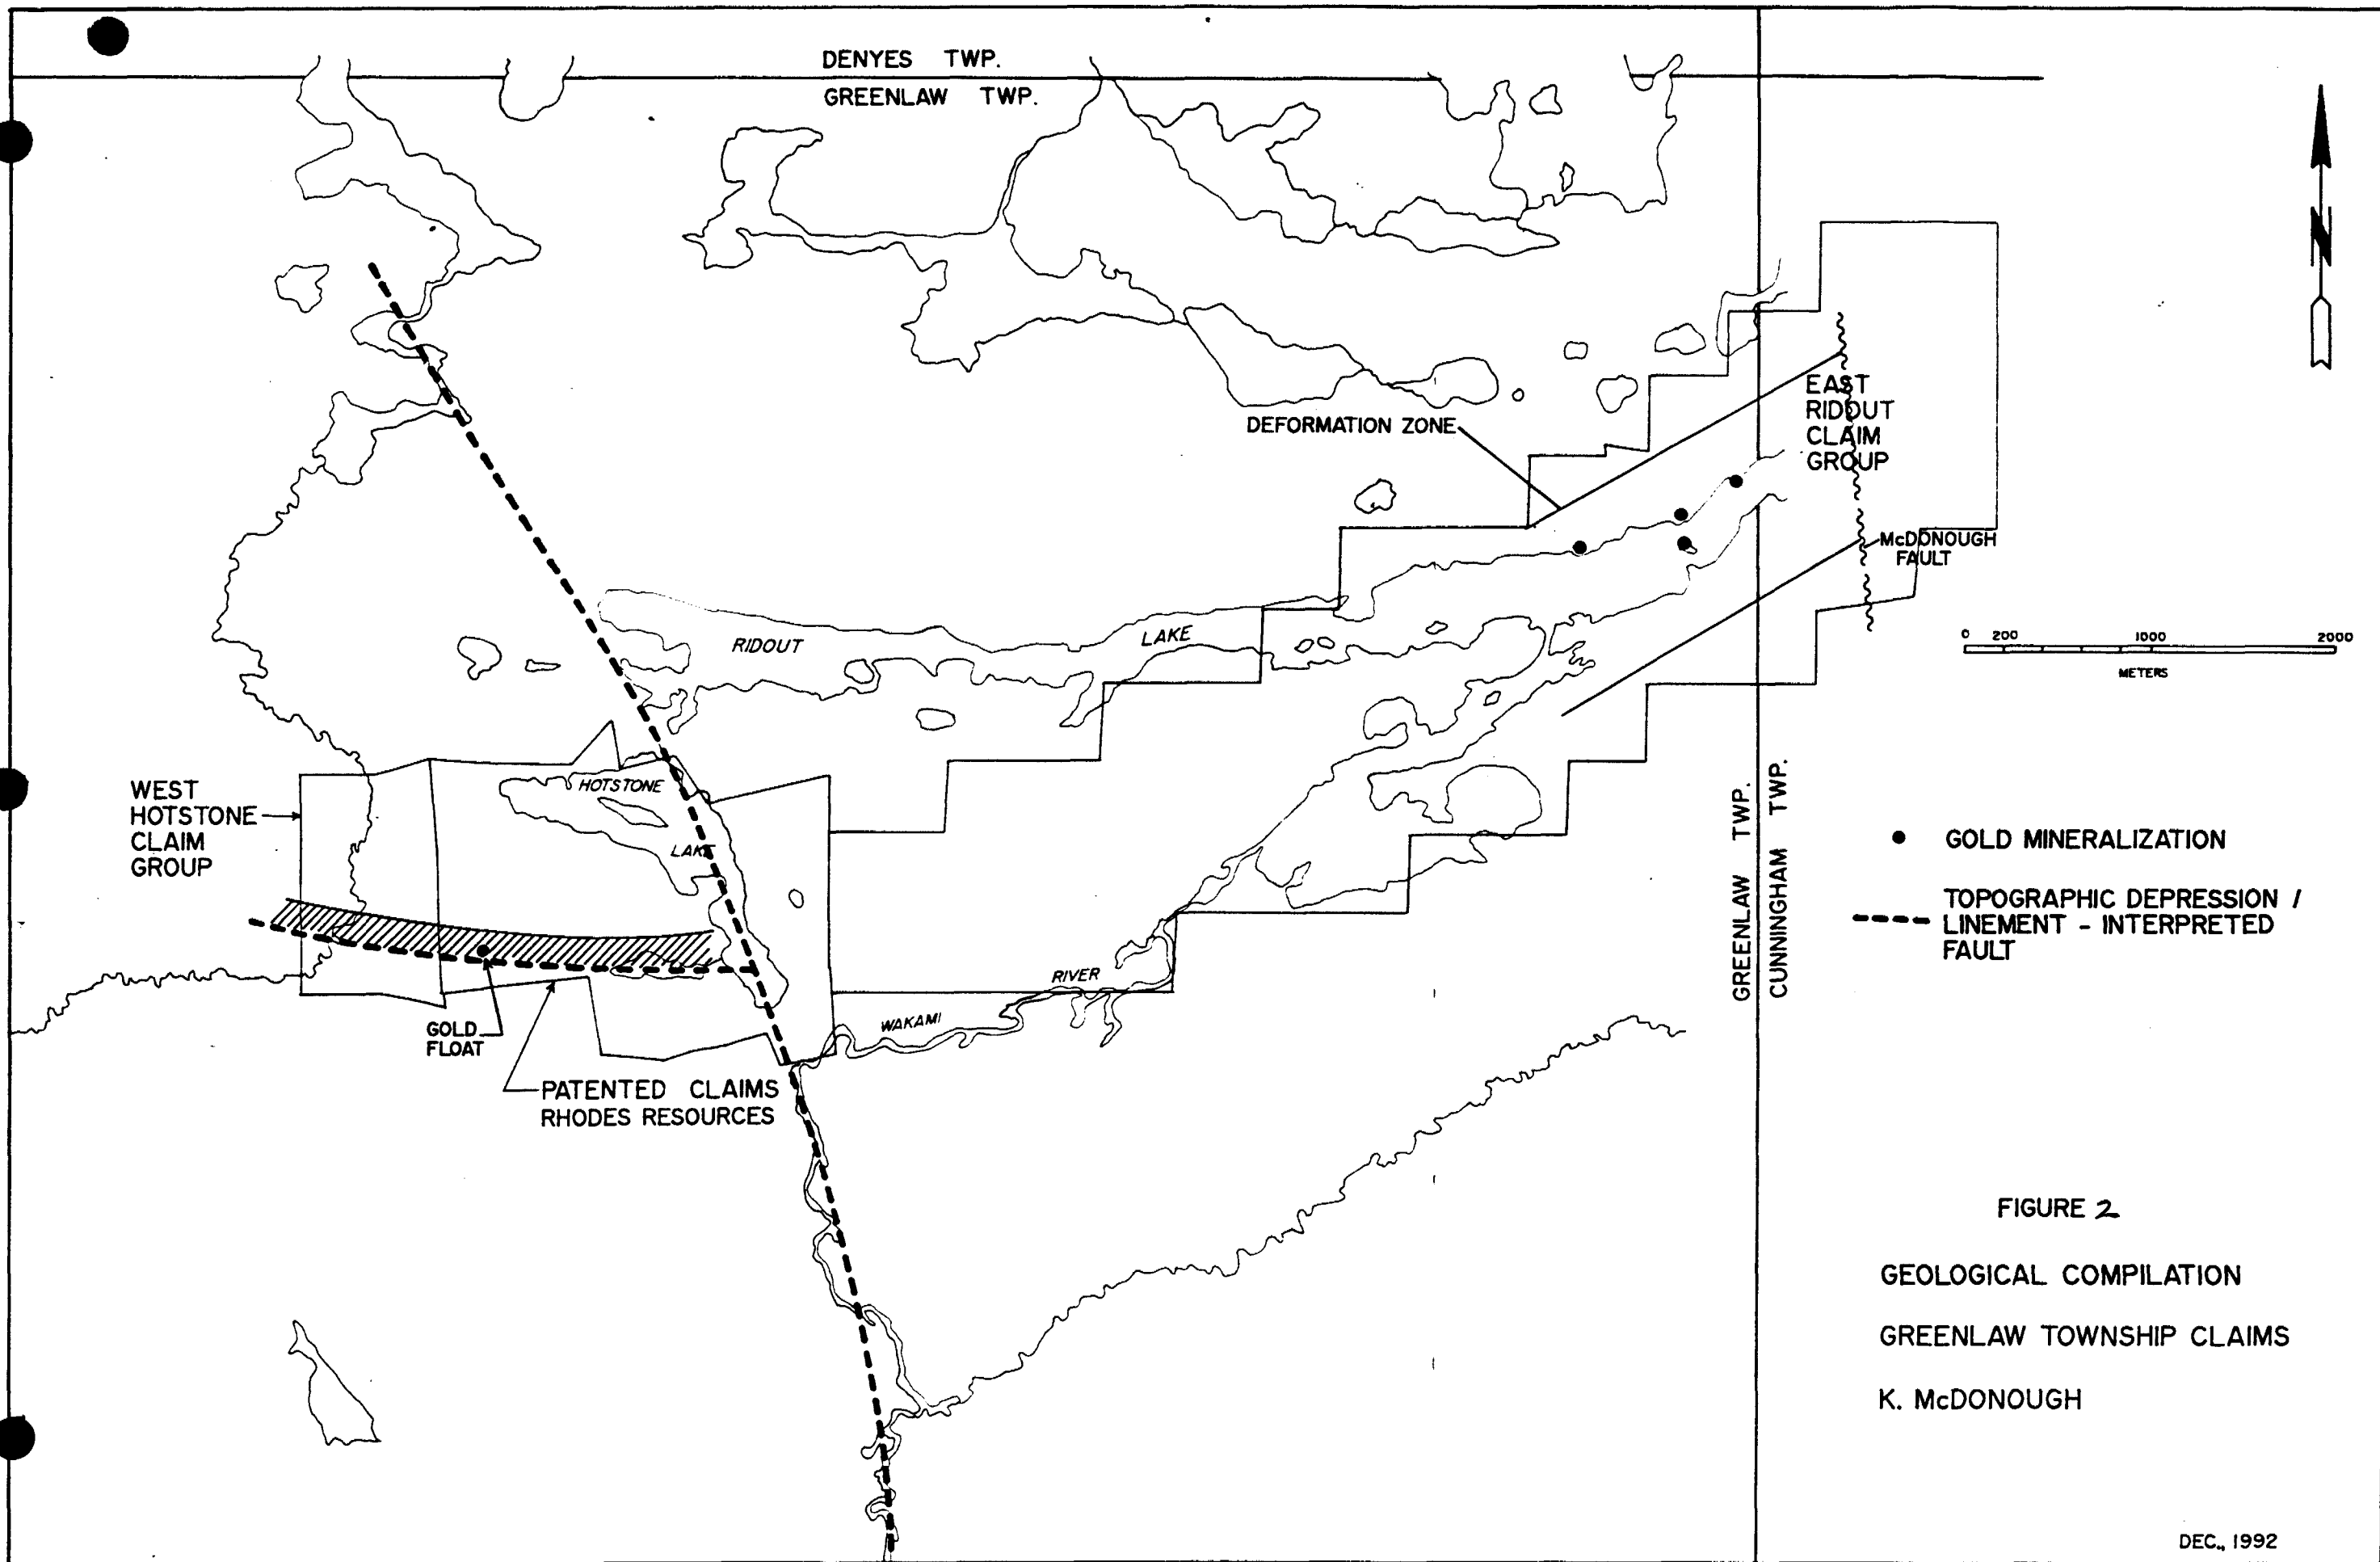 DENYES TWP.
GREENLAW TWP.
N
DEFORMATION ZONE
EAST
RIDOUT
CLAIM
GROUP
McDONOUGH
FAULT
RIDOUT
LAKE
0 200 1000 2000
METERS
WEST
HOTSTONE
CLAIM
GROUP
HOTSTONE
LAKE
GREENLAW TWP.
CUNNINGHAM TWP.
GOLD MINERALIZATION
TOPOGRAPHIC DEPRESSION /
LINEMENT - INTERPRETED
FAULT
RIVER
WAKAMI
GOLD
FLOAT
PATENTED CLAIMS
RHODES RESOURCES
FIGURE 2
GEOLOGICAL COMPILATION
GREENLAW TOWNSHIP CLAIMS
K. McDONOUGH
DEC., 1992